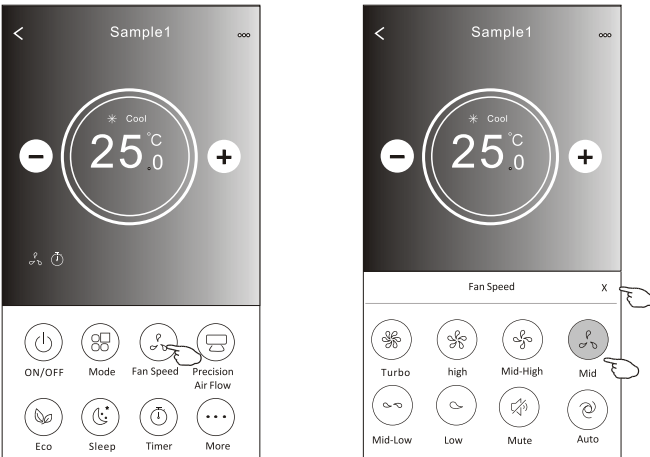 Sample1
Cool
25.0°C
ON/OFF Mode Fan Speed Precision Air Flow
Eco Sleep Timer More
Sample1
Cool
25.0°C
Fan Speed X
Turbo high Mid-High Mid
Mid-Low Low Mute Auto